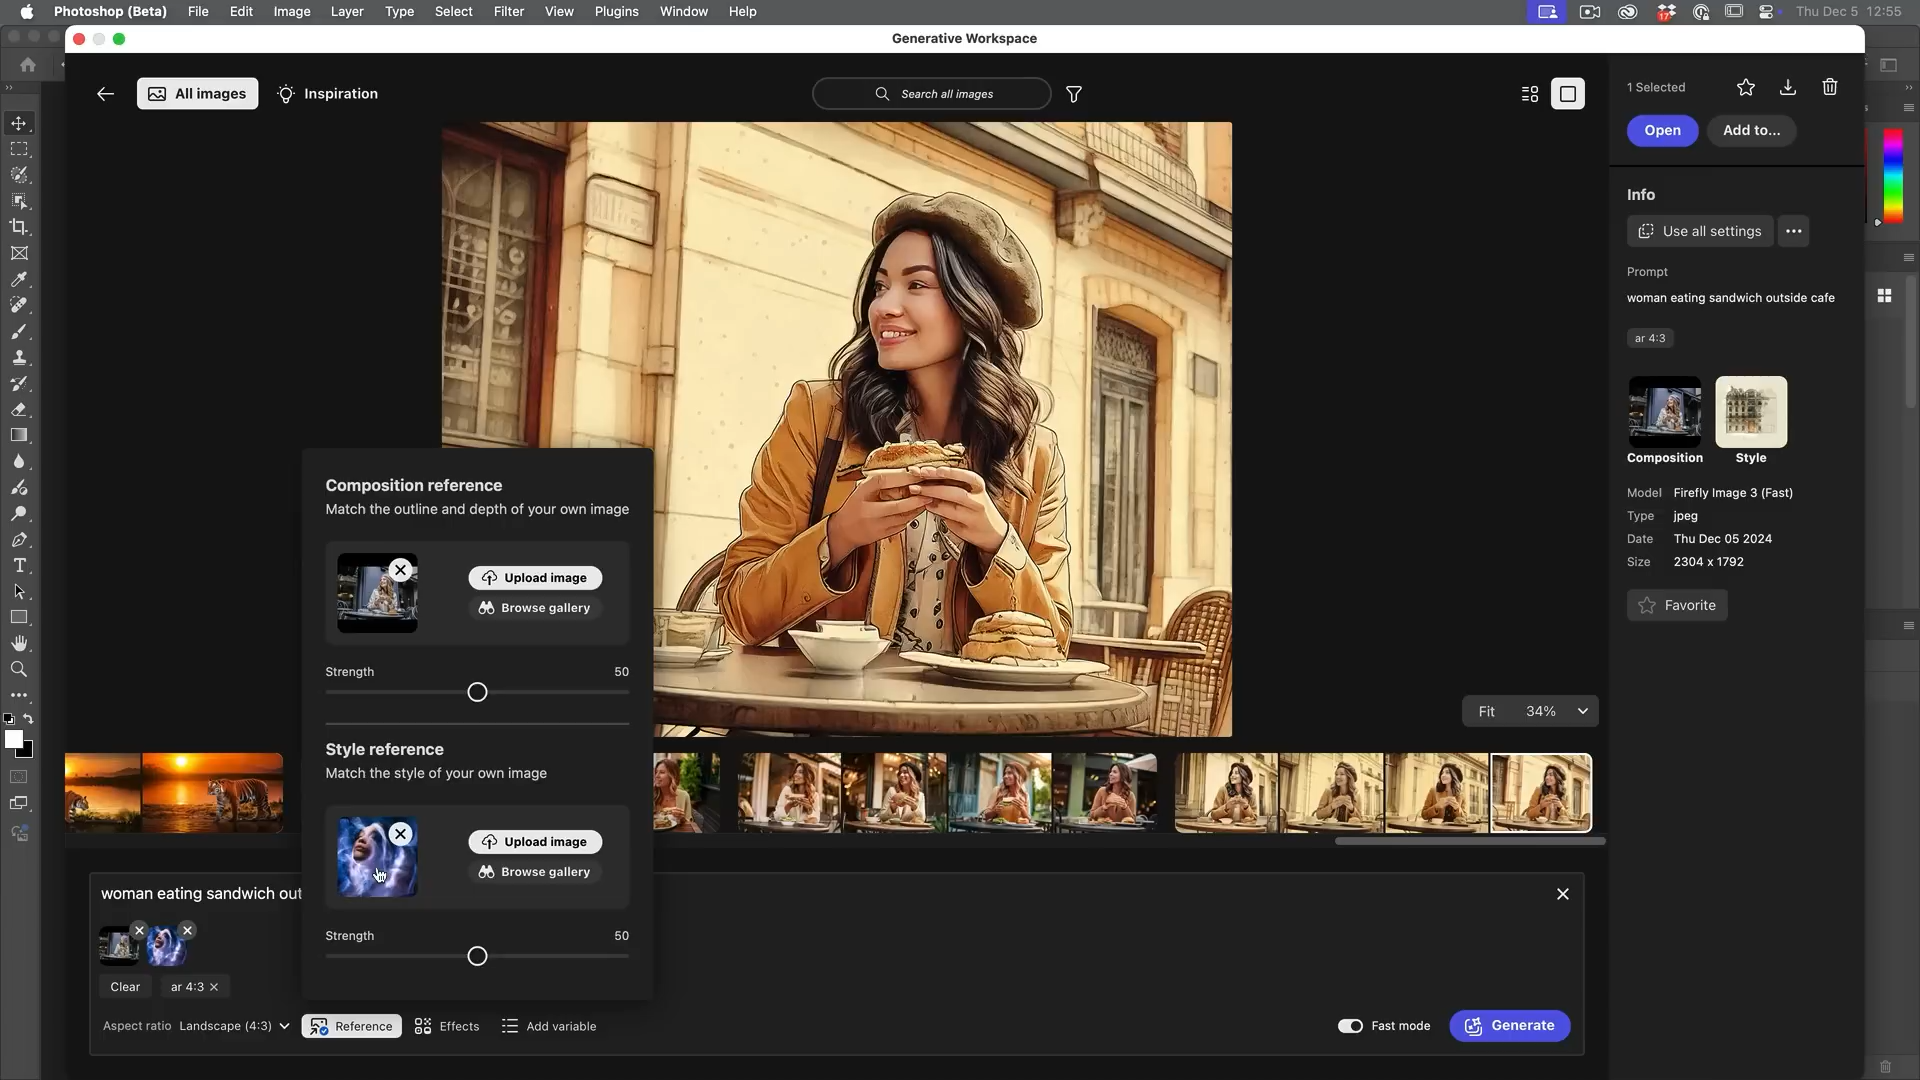 Photoshop (Beta) File Edit Image Layer Type Select Filter View Plugins Window Help
17
Thu Dec 5 12:55
Generative Workspace
All images
Inspiration
Search all images
1 Selected
Open
Add to...
Info
Use all settings
Prompt
woman eating sandwich outside cafe
ar 4:3
Composition
Style
Model Firefly Image 3 (Fast)
Type jpeg
Date Thu Dec 05 2024
Size 2304 x 1792
Favorite
Composition reference
Match the outline and depth of your own image
Upload image
Browse gallery
Strength 50
Style reference
Match the style of your own image
Upload image
Browse gallery
Strength 50
Fit 34%
woman eating sandwich out
Clear
ar 4:3
Aspect ratio Landscape (4:3)
Reference
Effects
Add variable
Fast mode
Generate